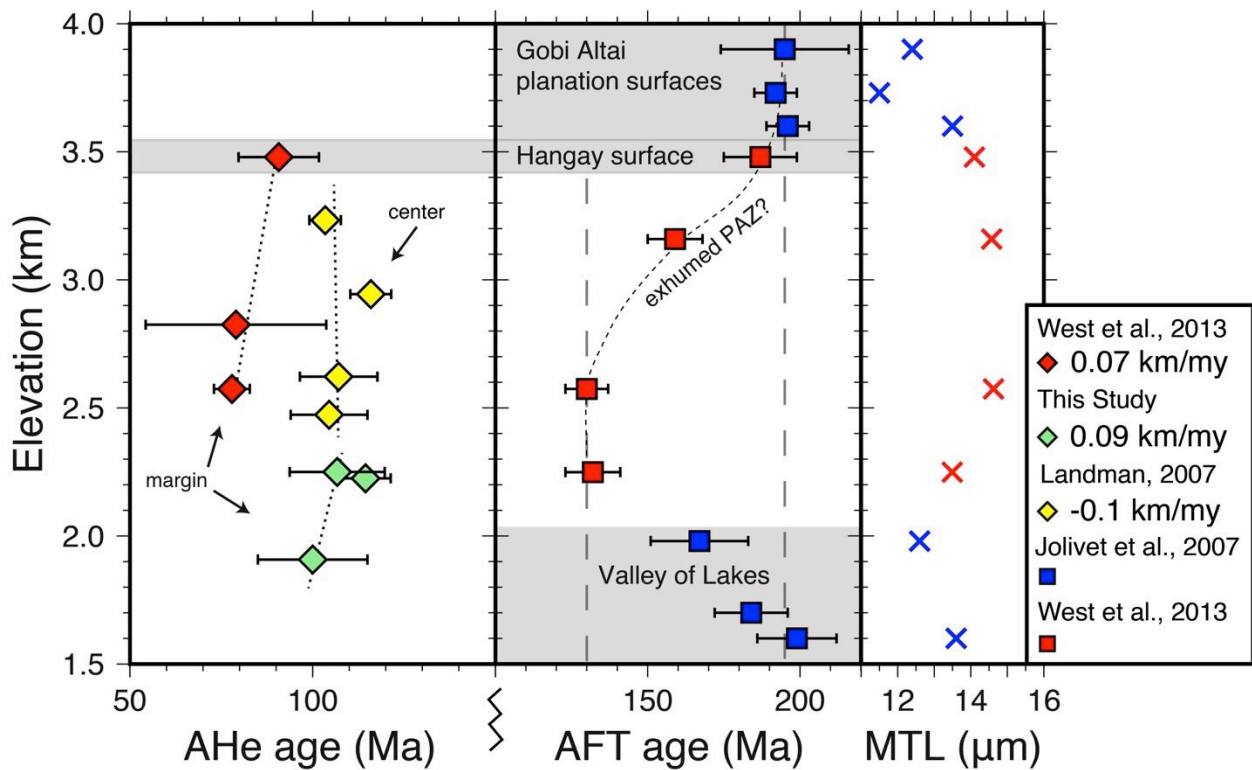 4.0
3.5
3.0
2.5
2.0
1.5
Elevation (km)
center
margin
50
100
AHe age (Ma)
Gobi Altai
planation surfaces
Hangay surface
exhumed PAZ?
Valley of Lakes
150
200
AFT age (Ma)
12
14
16
MTL (μm)
West et al., 2013
0.07 km/my
This Study
0.09 km/my
Landman, 2007
-0.1 km/my
Jolivet et al., 2007
West et al., 2013